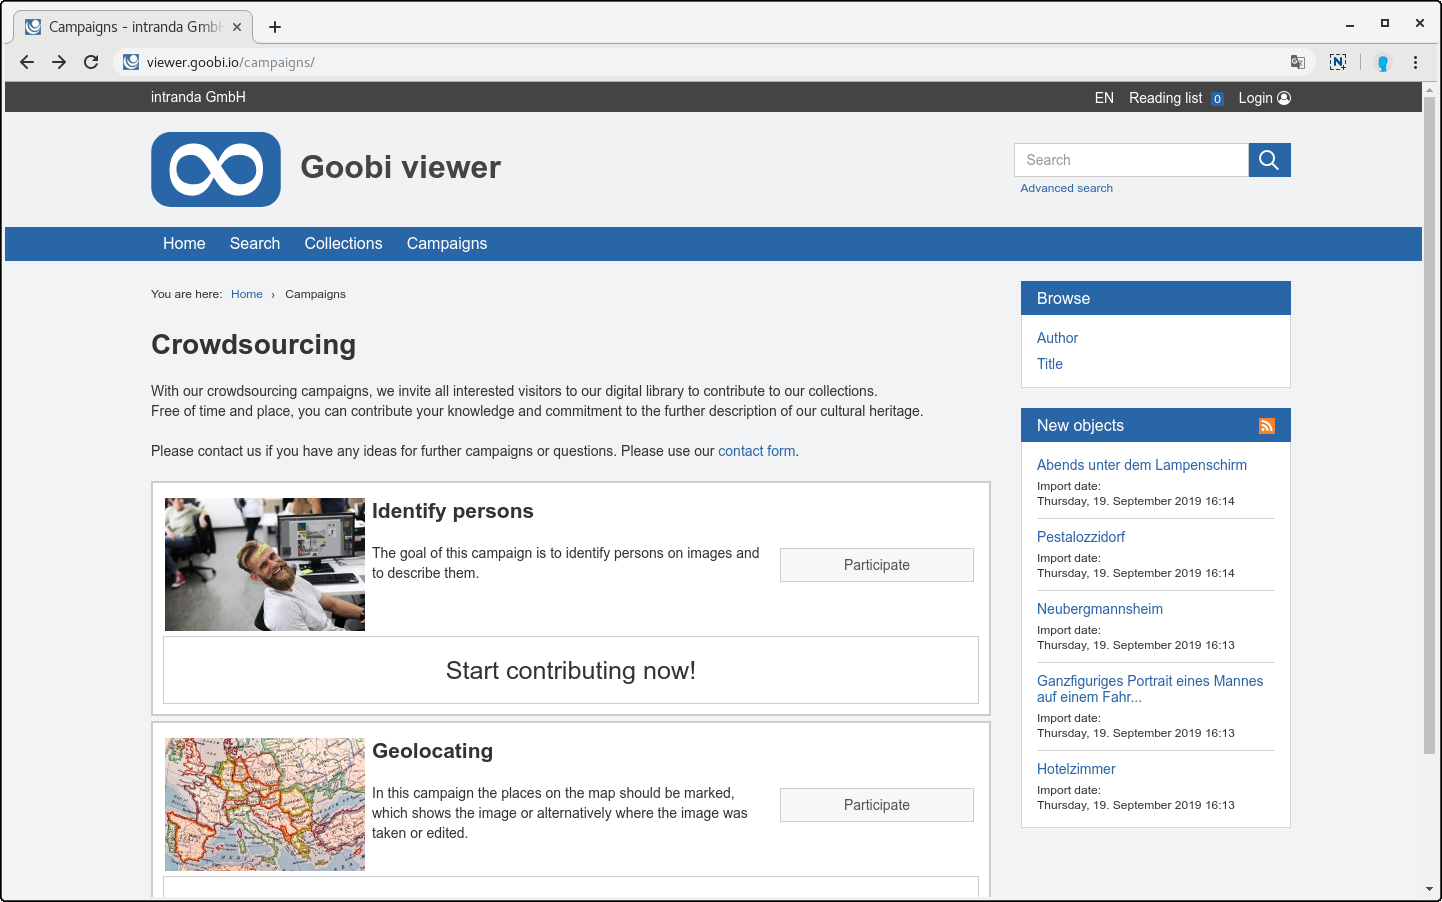 Campaigns - intranda Gmb
viewer.goobi.io/campaigns/
intranda GmbH
EN Reading list 0 Login
Goobi viewer
Search
Advanced search
Home Search Collections Campaigns
You are here: Home › Campaigns
Crowdsourcing
With our crowdsourcing campaigns, we invite all interested visitors to our digital library to contribute to our collections.
Free of time and place, you can contribute your knowledge and commitment to the further description of our cultural heritage.
Please contact us if you have any ideas for further campaigns or questions. Please use our contact form.
Identify persons
The goal of this campaign is to identify persons on images and
to describe them.
Participate
Start contributing now!
Geolocating
In this campaign the places on the map should be marked,
which shows the image or alternatively where the image was
taken or edited.
Participate
Browse
Author
Title
New objects
Abends unter dem Lampenschirm
Import date:
Thursday, 19. September 2019 16:14
Pestalozzidorf
Import date:
Thursday, 19. September 2019 16:14
Neubergmannsheim
Import date:
Thursday, 19. September 2019 16:13
Ganzfiguriges Portrait eines Mannes
auf einem Fahr...
Import date:
Thursday, 19. September 2019 16:13
Hotelzimmer
Import date:
Thursday, 19. September 2019 16:13